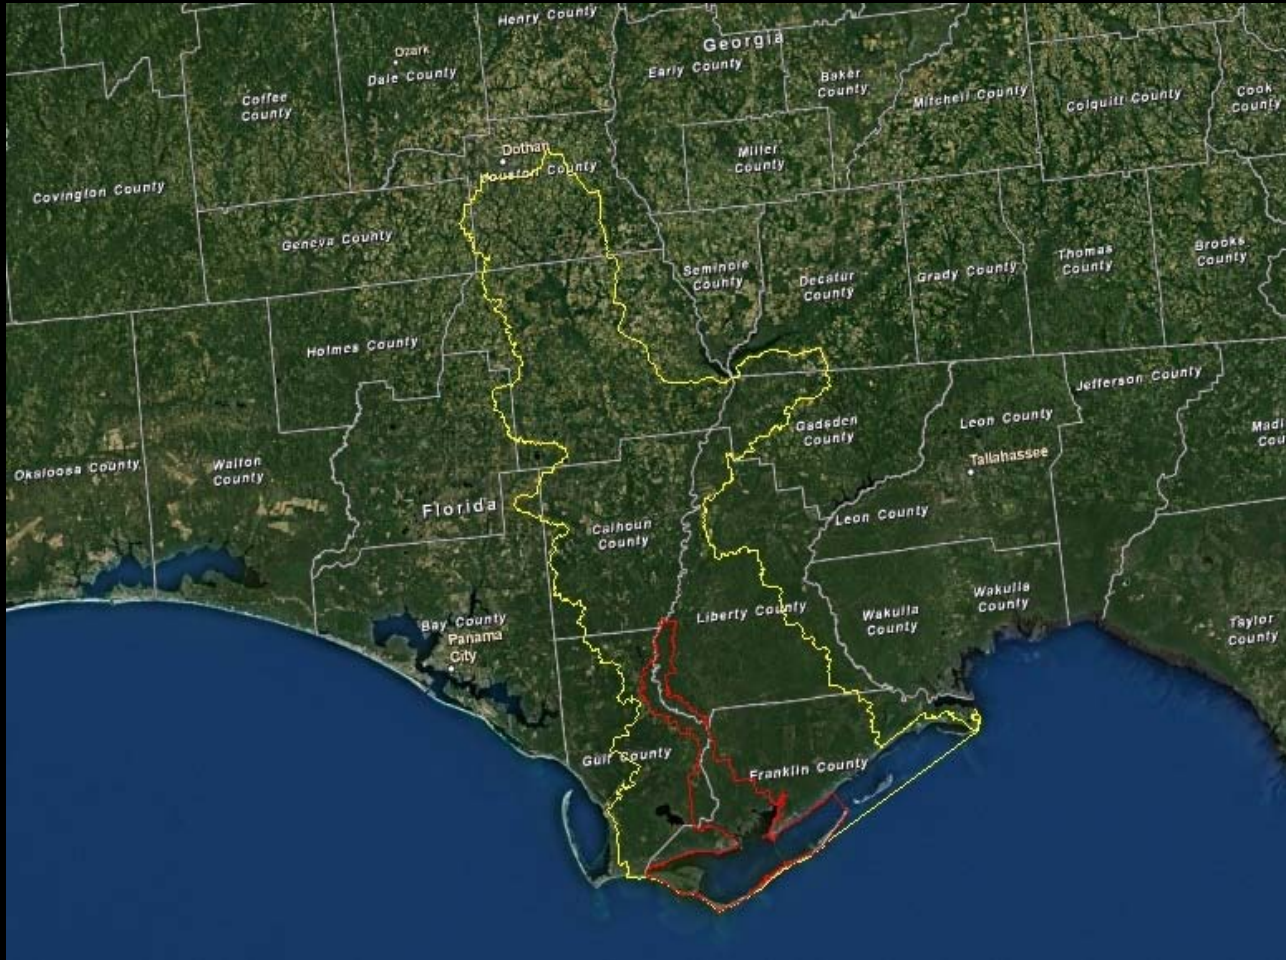 Henry County
Georgia
Ozark
Dale County
Early County
Baker
County
Mitchell County
Colquitt County
Cook
County
Coffee
County
Dothan
Houston County
Miller
County
Covington County
Geneva County
Seminole
County
Decatur
County
Grady County
Thomas
County
Brooks
County
Holmes County
Jefferson County
Gadsden
County
Leon County
Tallahassee
Okaloosa County
Walton
County
Florida
Calhoun
County
Leon County
Bay County
Panama
City
Liberty County
Wakulla
County
Wakulla
County
Taylor
County
Gulf County
Franklin County